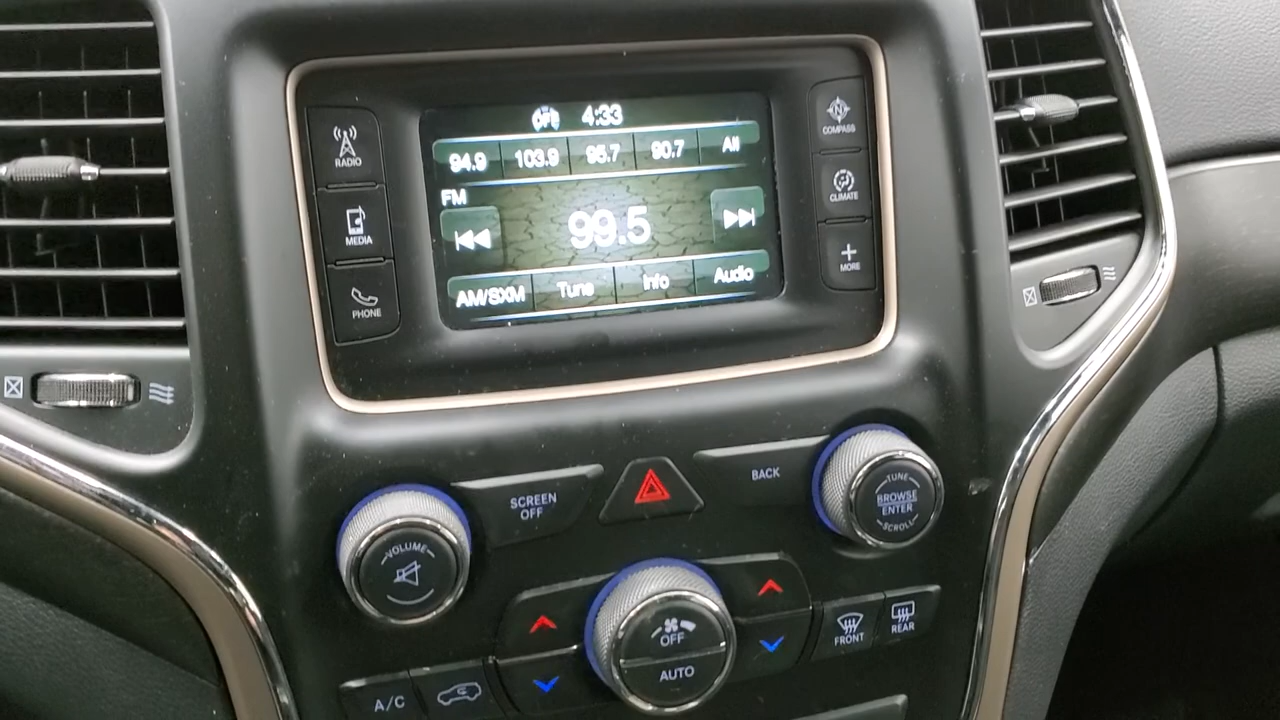 4:33
94.9 103.9 95.7 90.7 All
FM
99.5
AM/SXM Tune Info Audio
RADIO
MEDIA
PHONE
COMPASS
CLIMATE
MORE
SCREEN
OFF
BACK
VOLUME
TUNE
BROWSE
ENTER
SCROLL
OFF
AUTO
FRONT
REAR
A/C